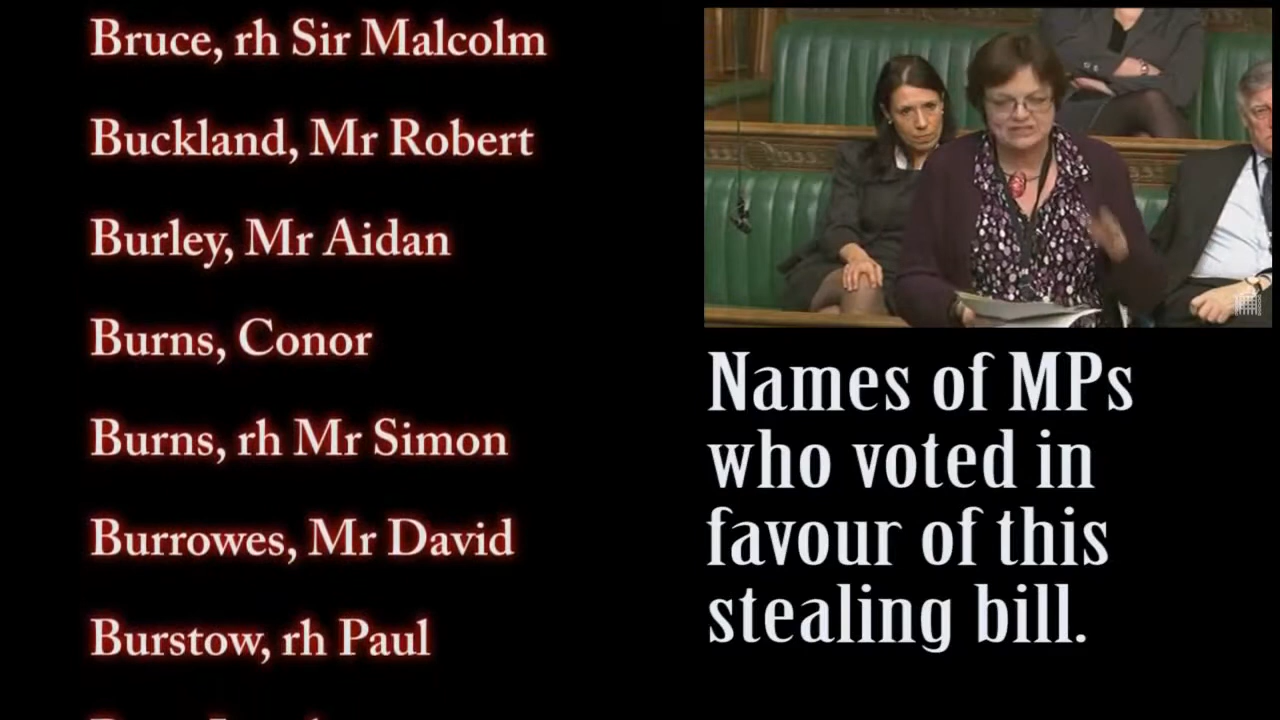 Bruce, rh Sir Malcolm
Buckland, Mr Robert
Burley, Mr Aidan
Burns, Conor
Burns, rh Mr Simon
Burrowes, Mr David
Burstow, rh Paul
Names of MPs
who voted in
favour of this
stealing bill.